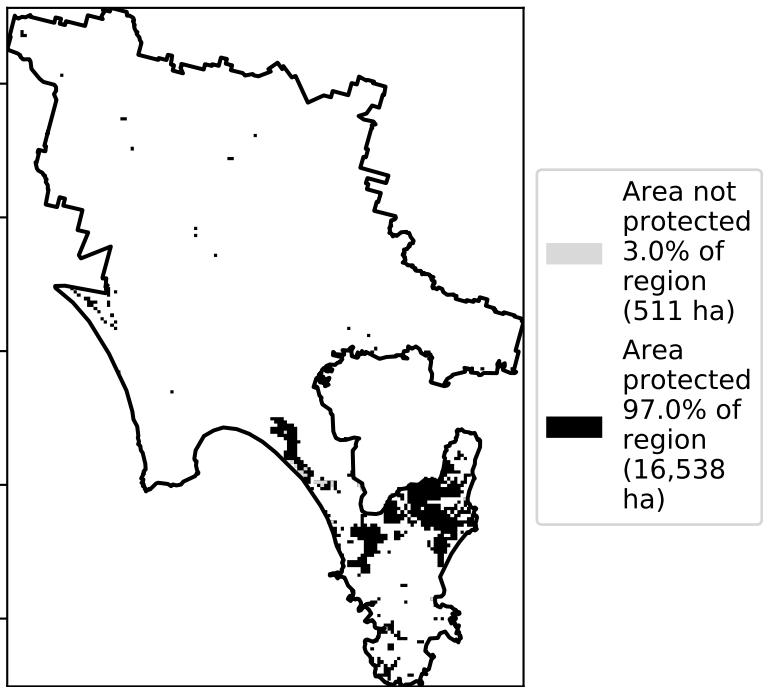 Area not
protected
3.0% of
region
(511 ha)
Area
protected
97.0% of
region
(16,538
ha)